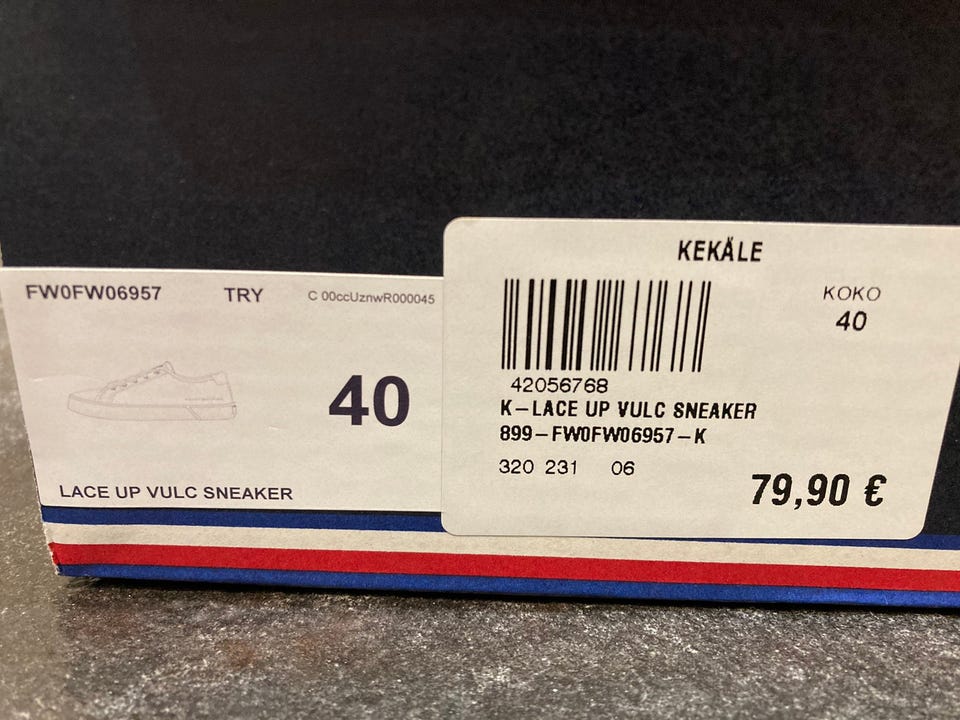 FW0FW06957 TRY C 00ccUznwR000045
40
LACE UP VULC SNEAKER
KEKÄLE
KOKO
40
42056768
K-LACE UP VULC SNEAKER
899-FW0FW06957-K
320 231 06
79,90 €